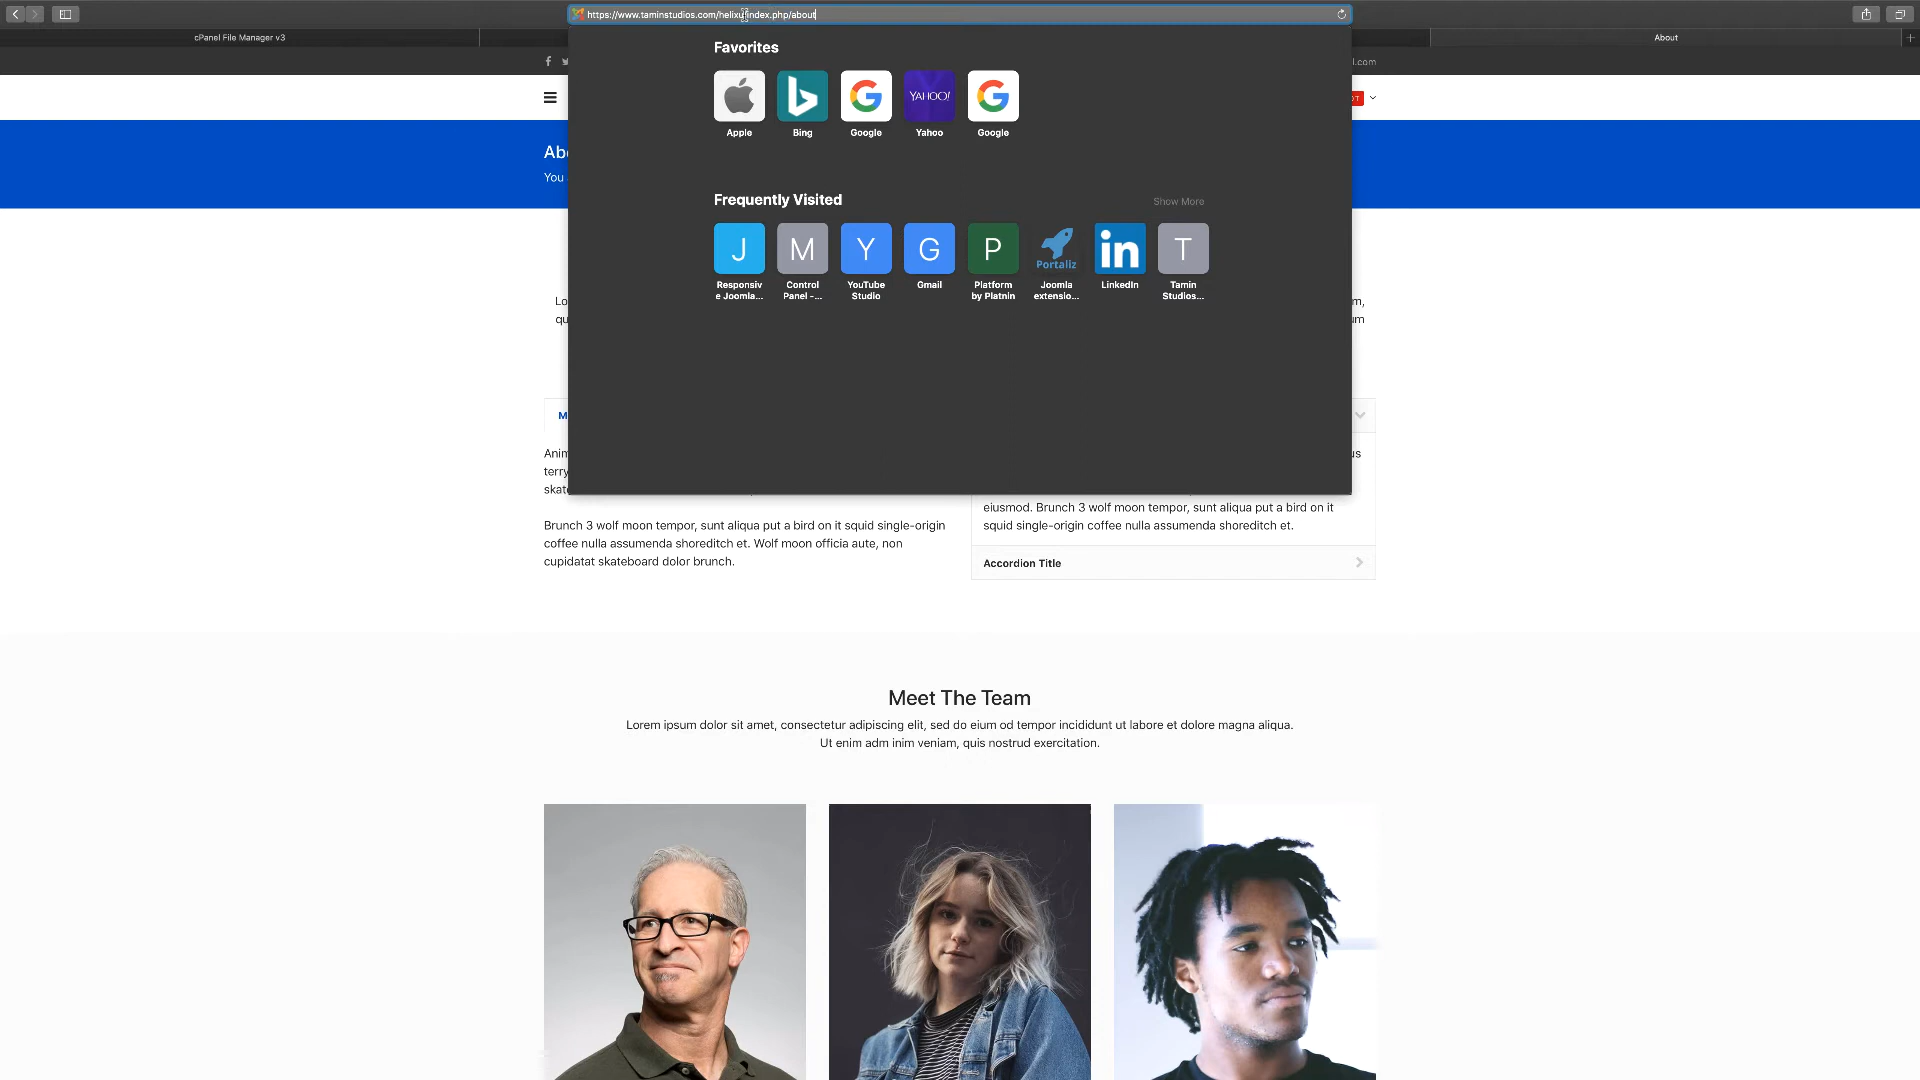 https://www.taminstudios.com/helixu/index.php/about
cPanel File Manager v3
About
l.com
Favorites
Apple
Bing
Google
YAHOO!
Yahoo
Google
Frequently Visited
Show More
J
Responsiv
e Joomla...
M
Control
Panel -...
Y
YouTube
Studio
G
Gmail
P
Platform
by Platnin
Portaliz
Joomla
extensio...
in
LinkedIn
T
Tamin
Studios...
OT
Abo
You
Lo
m,
qu
um
M
Anim
us
terry
skate
eiusmod. Brunch 3 wolf moon tempor, sunt aliqua put a bird on it
squid single-origin coffee nulla assumenda shoreditch et.
Brunch 3 wolf moon tempor, sunt aliqua put a bird on it squid single-origin
coffee nulla assumenda shoreditch et. Wolf moon officia aute, non
cupidatat skateboard dolor brunch.
Accordion Title
Meet The Team
Lorem ipsum dolor sit amet, consectetur adipiscing elit, sed do eium od tempor incididunt ut labore et dolore magna aliqua.
Ut enim adm inim veniam, quis nostrud exercitation.